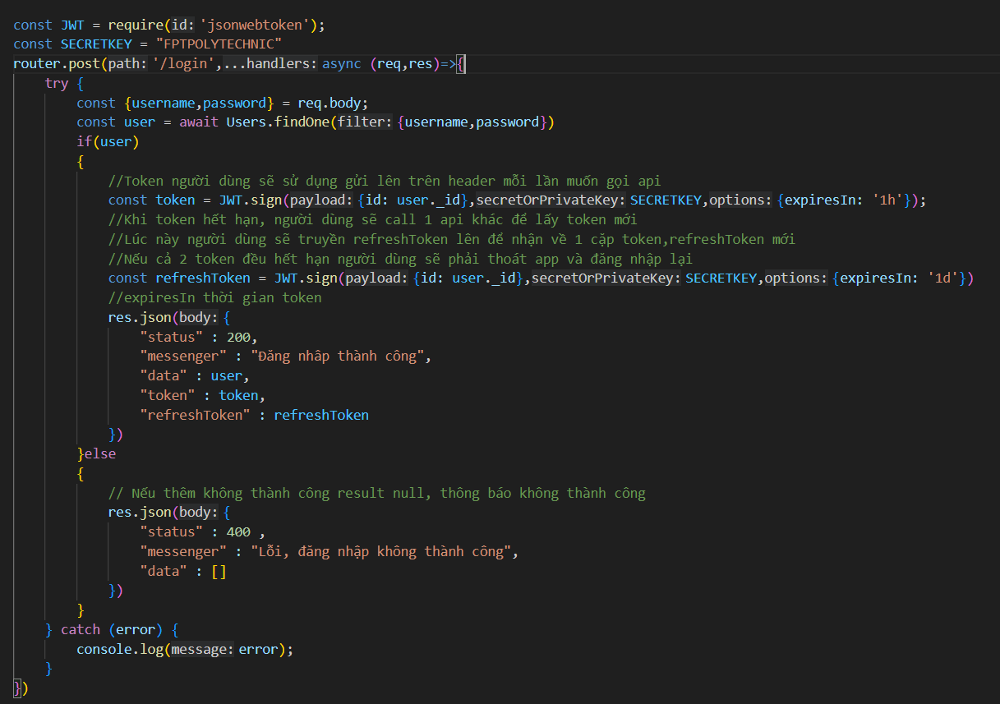 const JWT = require(id: 'jsonwebtoken');
const SECRETKEY = "FPTPOLYTECHNIC"
router.post(path: '/login', ...handlers: async (req,res)=>{
try {
const {username,password} = req.body;
const user = await Users.findOne(filter: {username,password})
if(user)
{
//Token người dùng sẽ sử dụng gửi lên trên header mỗi lần muốn gọi api
const token = JWT.sign(payload: {id: user._id},secretOrPrivateKey: SECRETKEY,options: {expiresIn: '1h'});
//Khi token hết hạn, người dùng sẽ call 1 api khác để lấy token mới
//Lúc này người dùng sẽ truyền refreshToken lên để nhận về 1 cặp token,refreshToken mới
//Nếu cả 2 token đều hết hạn người dùng sẽ phải thoát app và đăng nhập lại
const refreshToken = JWT.sign(payload: {id: user._id},secretOrPrivateKey: SECRETKEY,options: {expiresIn: '1d'})
//expiresIn thời gian token
res.json(body: {
"status" : 200,
"messenger" : "Đăng nhâp thành công",
"data" : user,
"token" : token,
"refreshToken" : refreshToken
})
}else
{
// Nếu thêm không thành công result null, thông báo không thành công
res.json(body: {
"status" : 400 ,
"messenger" : "Lỗi, đăng nhập không thành công",
"data" : []
})
}
} catch (error) {
console.log(message: error);
}
})